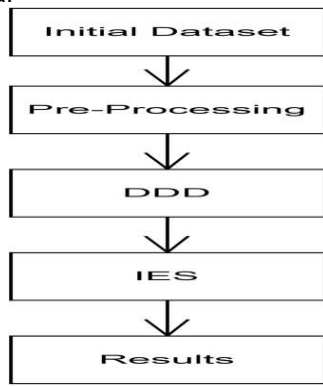 Initial Dataset
Pre-Processing
DDD
IES
Results